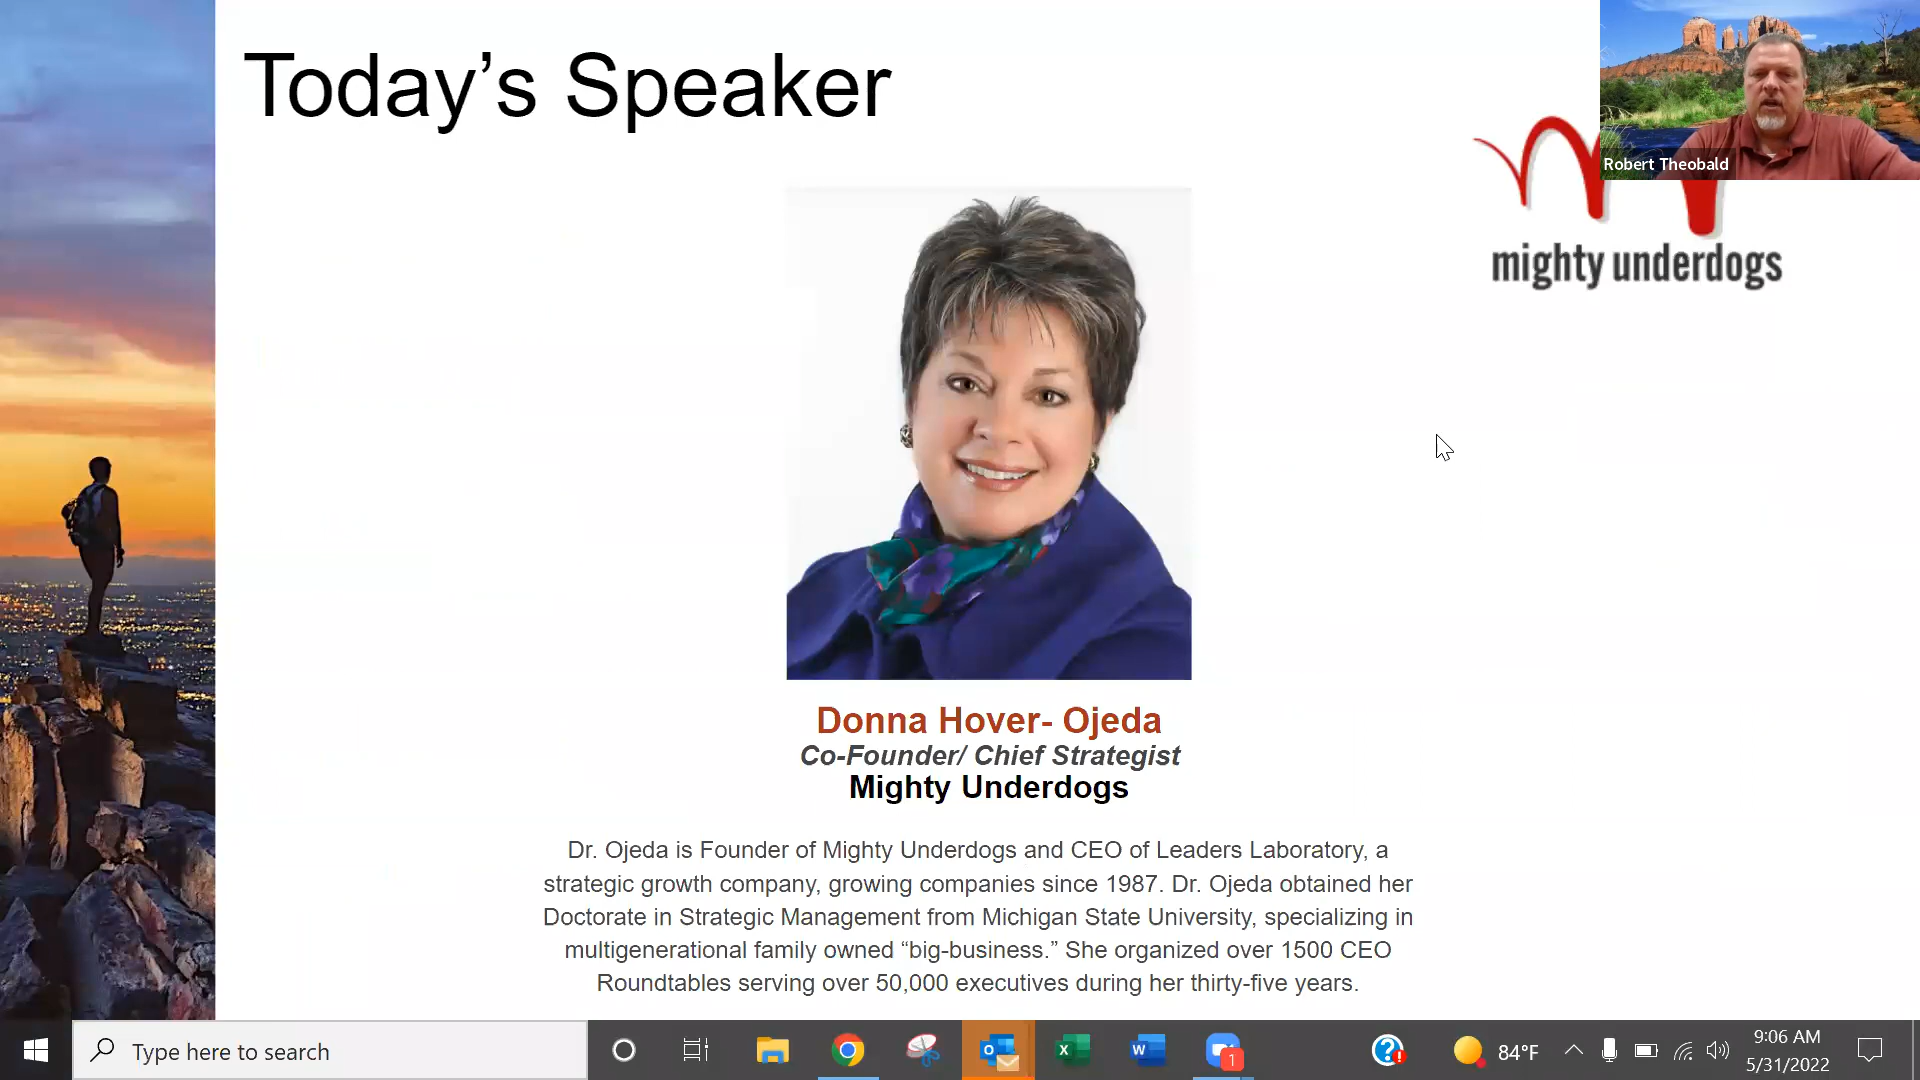 Today’s Speaker
Robert Theobald
mighty underdogs
Donna Hover- Ojeda
Co-Founder/ Chief Strategist
Mighty Underdogs
Dr. Ojeda is Founder of Mighty Underdogs and CEO of Leaders Laboratory, a
strategic growth company, growing companies since 1987. Dr. Ojeda obtained her
Doctorate in Strategic Management from Michigan State University, specializing in
multigenerational family owned “big-business.” She organized over 1500 CEO
Roundtables serving over 50,000 executives during her thirty-five years.
Type here to search
1
84°F
9:06 AM
5/31/2022